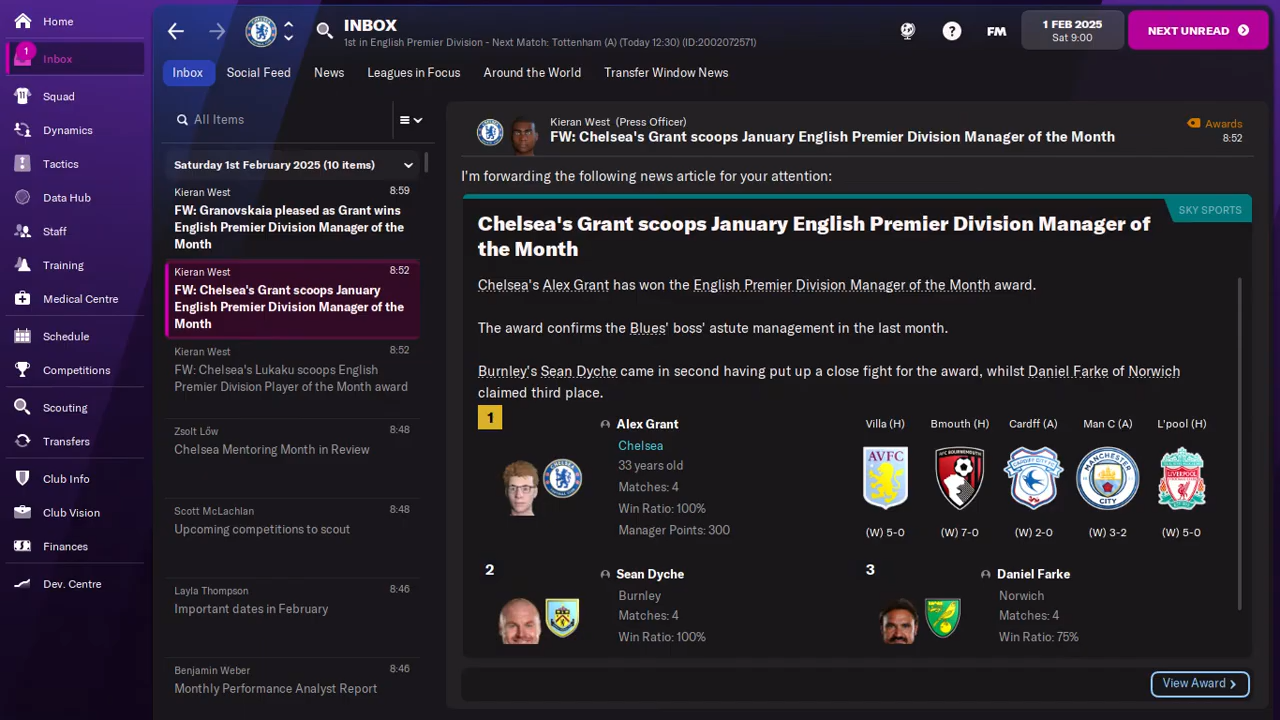 Home
1
Inbox
Squad
Dynamics
Tactics
Data Hub
Staff
Training
Medical Centre
Schedule
Competitions
Scouting
Transfers
Club Info
Club Vision
Finances
Dev. Centre
INBOX
1st in English Premier Division - Next Match: Tottenham (A) (Today 12:30) (ID:2002072571)
?
FM
1 FEB 2025
Sat 9:00
NEXT UNREAD
Inbox
Social Feed
News
Leagues in Focus
Around the World
Transfer Window News
All Items
Saturday 1st February 2025 (10 items)
Kieran West 8:59
FW: Granovskaia pleased as Grant wins
English Premier Division Manager of the
Month
Kieran West 8:52
FW: Chelsea's Grant scoops January
English Premier Division Manager of the
Month
Kieran West 8:52
FW: Chelsea's Lukaku scoops English
Premier Division Player of the Month award
Zsolt Lőw 8:48
Chelsea Mentoring Month in Review
Scott McLachlan 8:48
Upcoming competitions to scout
Layla Thompson 8:46
Important dates in February
Benjamin Weber 8:46
Monthly Performance Analyst Report
Kieran West (Press Officer)
FW: Chelsea's Grant scoops January English Premier Division Manager of the Month
Awards
8:52
I'm forwarding the following news article for your attention:
SKY SPORTS
Chelsea's Grant scoops January English Premier Division Manager of
the Month
Chelsea's Alex Grant has won the English Premier Division Manager of the Month award.
The award confirms the Blues' boss' astute management in the last month.
Burnley's Sean Dyche came in second having put up a close fight for the award, whilst Daniel Farke of Norwich
claimed third place.
1
Alex Grant
Chelsea
33 years old
Matches: 4
Win Ratio: 100%
Manager Points: 300
Villa (H) Bmouth (H) Cardff (A) Man C (A) L'pool (H)
AVFC
(W) 5-0 (W) 7-0 (W) 2-0 (W) 3-2 (W) 5-0
2
Sean Dyche
Burnley
Matches: 4
Win Ratio: 100%
3
Daniel Farke
Norwich
Matches: 4
Win Ratio: 75%
View Award